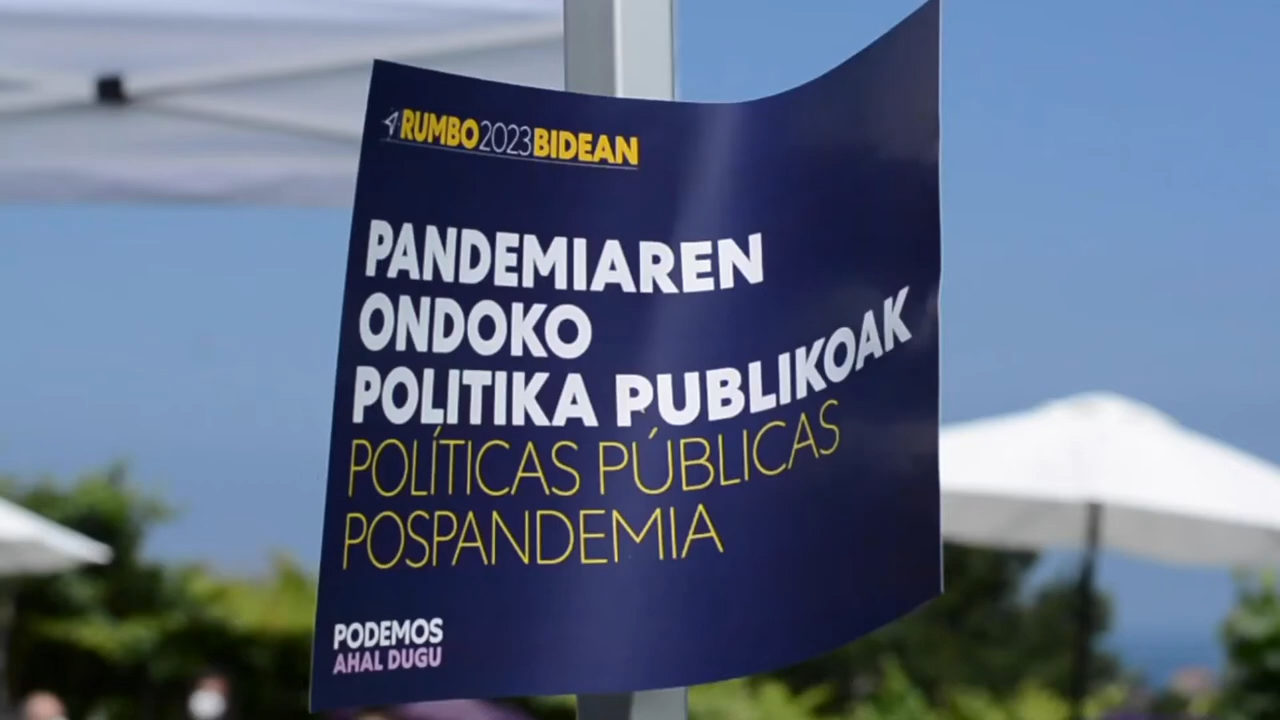 RUMBO2023BIDEAN
PANDEMIAREN
ONDOKO
POLITIKA PUBLIKOAK
POLÍTICAS PÚBLICAS
POSPANDEMIA
PODEMOS
AHAL DUGU